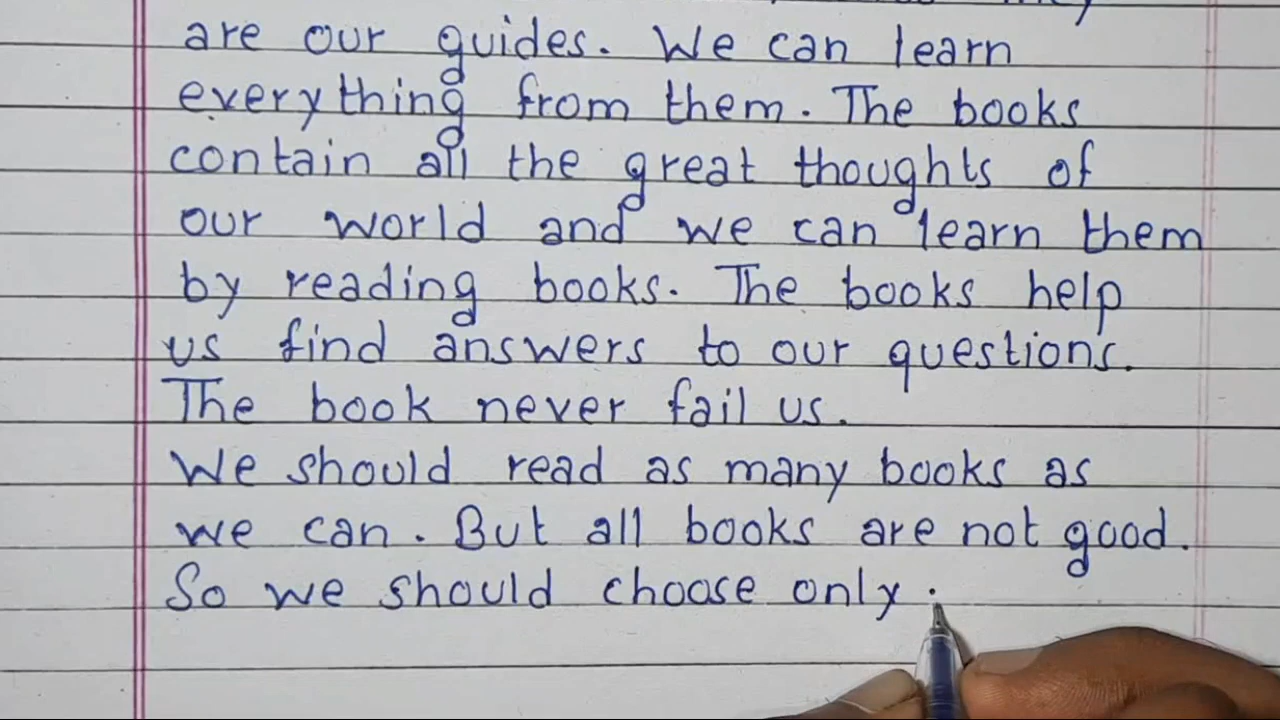 are our guides. We can learn
everything from them. The books
contain all the great thoughts of
our world and we can learn them
by reading books. The books help
us find answers to our questions.
The book never fail us.
We should read as many books as
we can. But all books are not good.
So we should choose only